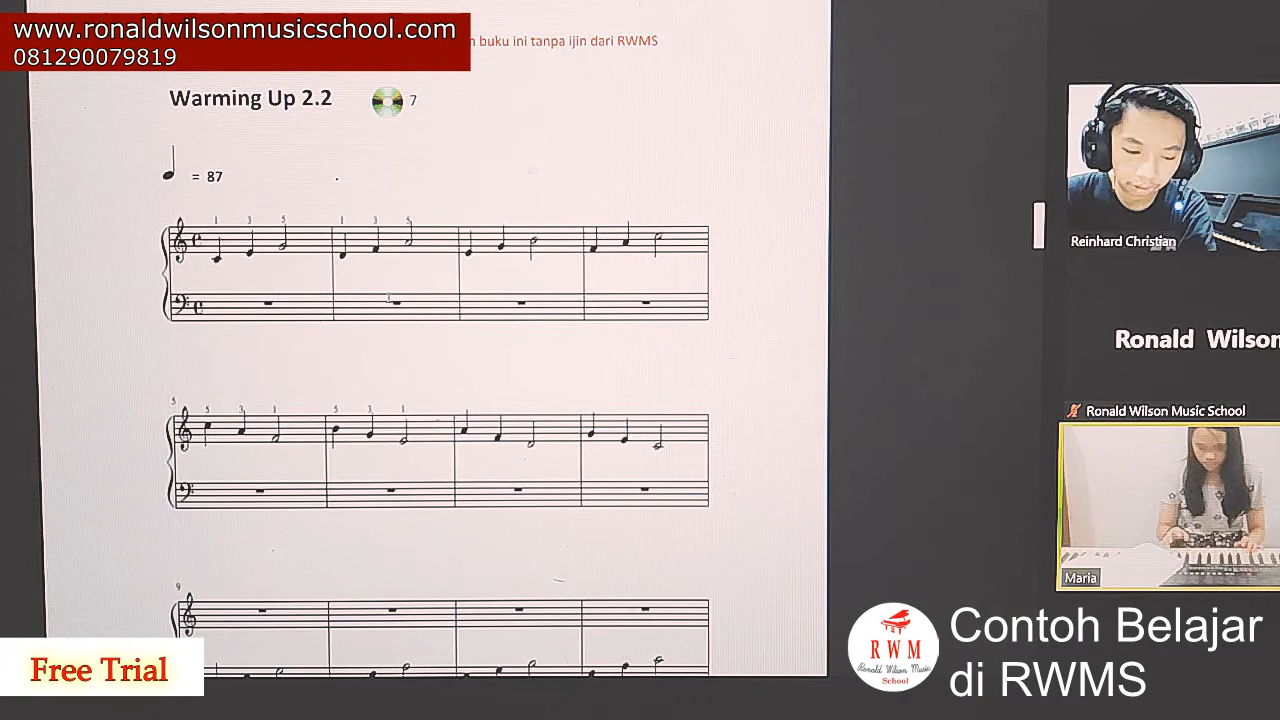 www.ronaldwilsonmusicschool.com
081290079819
buku ini tanpa ijin dari RWMS
Warming Up 2.2
7
= 87
1 3 5 1 3 5
5
5 3 1 5 3 1
9
Reinhard Christian
Ronald Wilson
Ronald Wilson Music School
Maria
Free Trial
RWM
Ronald Wilson Music
School
Contoh Belajar
di RWMS